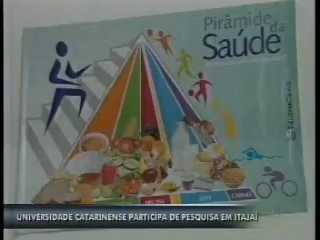 Pirâmide
da
Saúde
UNIVERSIDADE CATARINENSE PARTICIPA DE PESQUISA EM ITAJAÍ